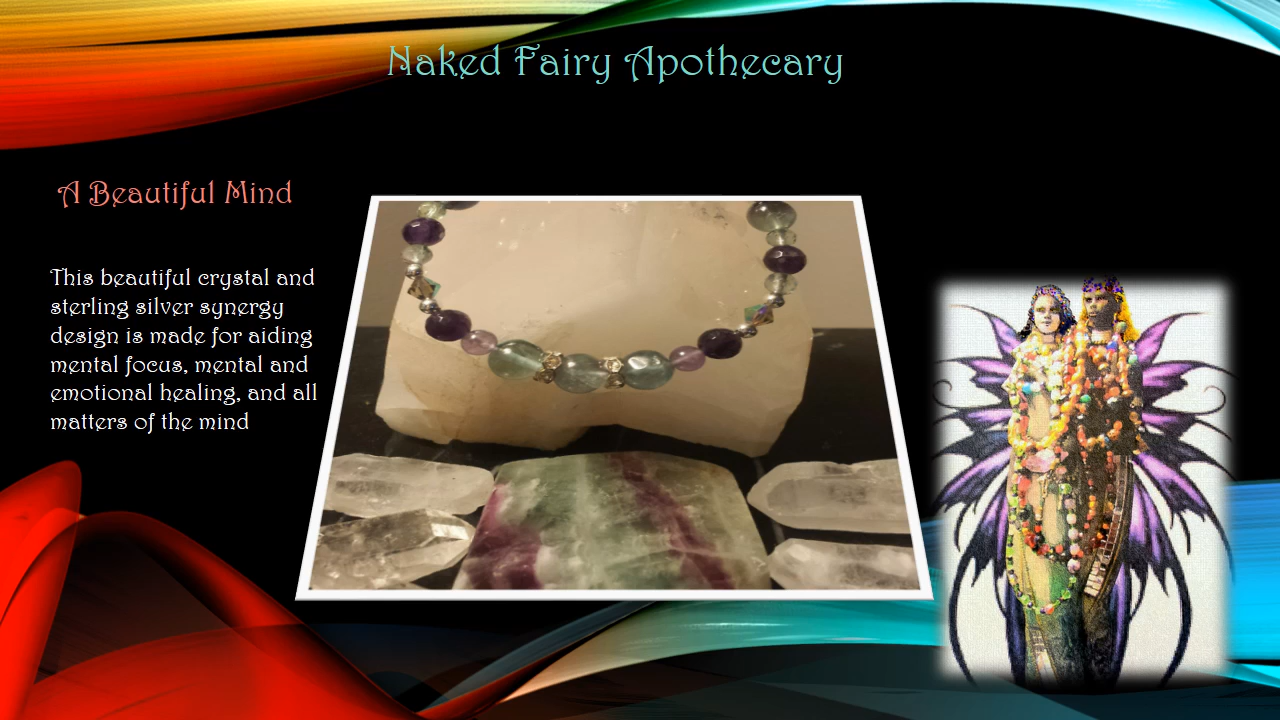 Naked Fairy Apothecary
A Beautiful Mind
This beautiful crystal and
sterling silver synergy
design is made for aiding
mental focus, mental and
emotional healing, and all
matters of the mind